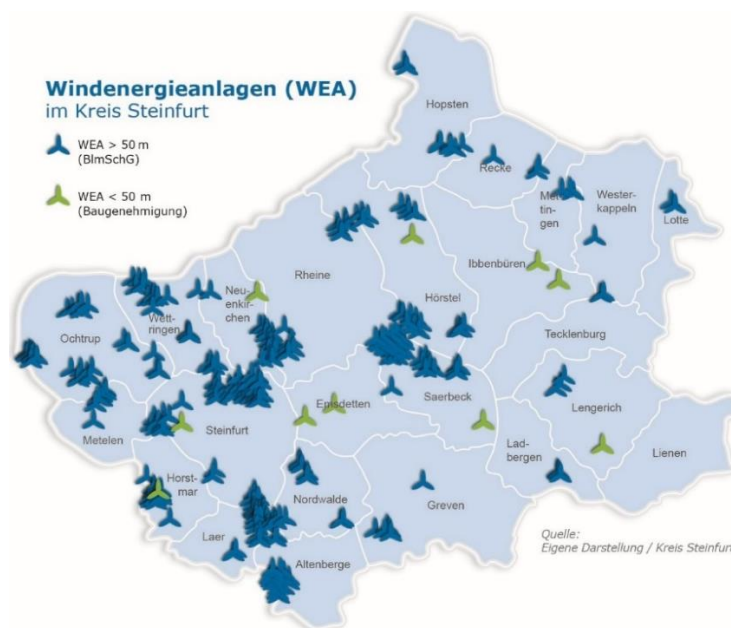 Windenergieanlagen (WEA)
im Kreis Steinfurt
WEA > 50 m
(BImSchG)
WEA < 50 m
(Baugenehmigung)
Hopsten
Recke
Met-
tin-
gen
Wester-
kappeln
Lotte
Rheine
Ibbenbüren
Neu-
enkir-
chen
Hörstel
Wett-
ringen
Ochtrup
Tecklenburg
Lengerich
Emsdetten
Saerbeck
Steinfurt
Metelen
Lad-
bergen
Lienen
Horst-
mar
Nordwalde
Greven
Laer
Altenberge
Quelle:
Eigene Darstellung / Kreis Steinfurt